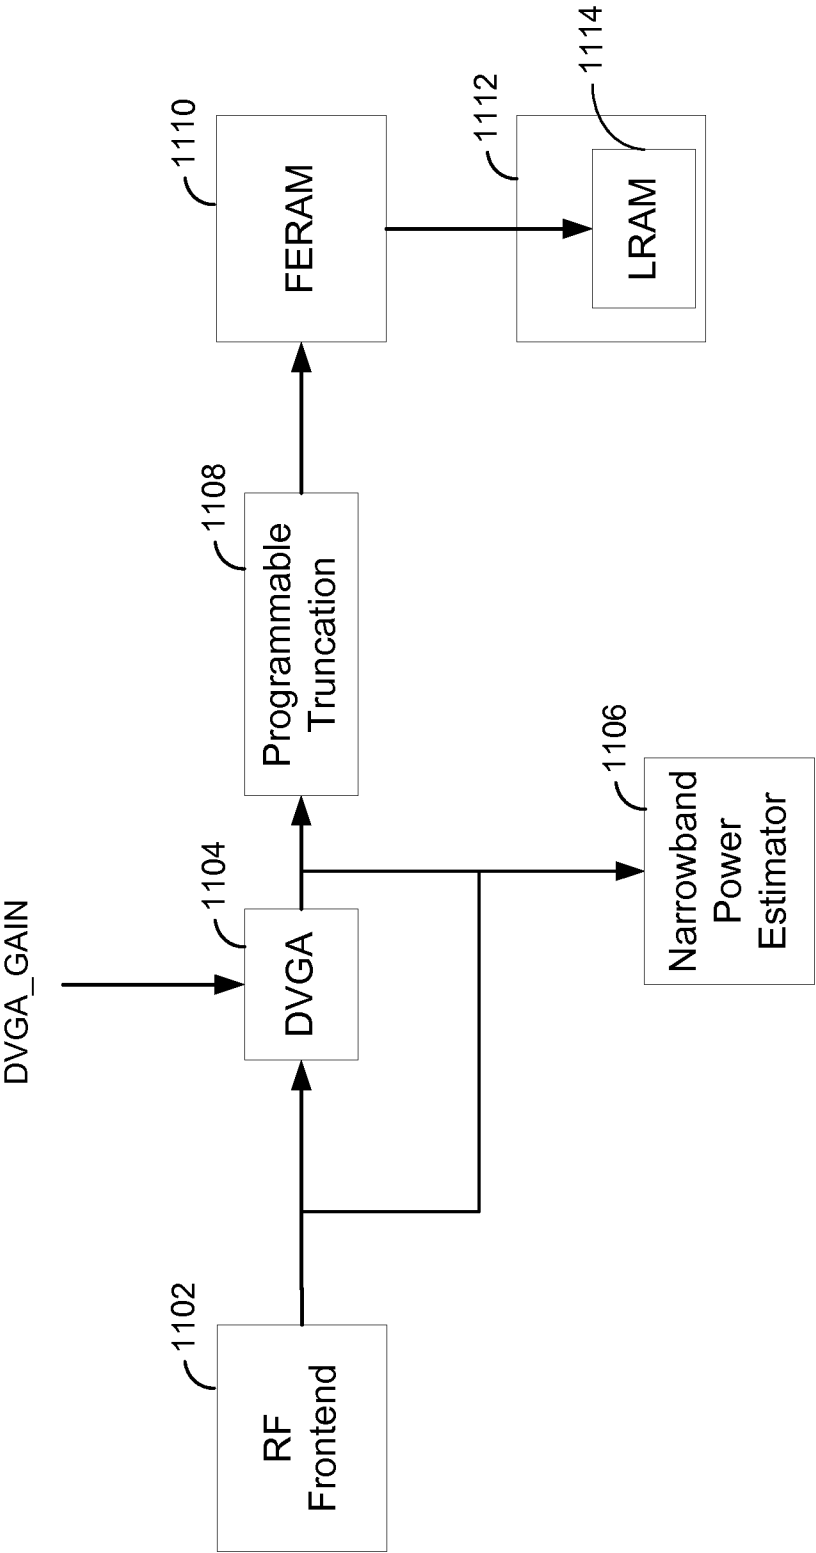 DVGA_GAIN
1102
RF
Frontend
1104
DVGA
1108
Programmable
Truncation
1110
FERAM
1106
Narrowband
Power
Estimator
1112
1114
LRAM